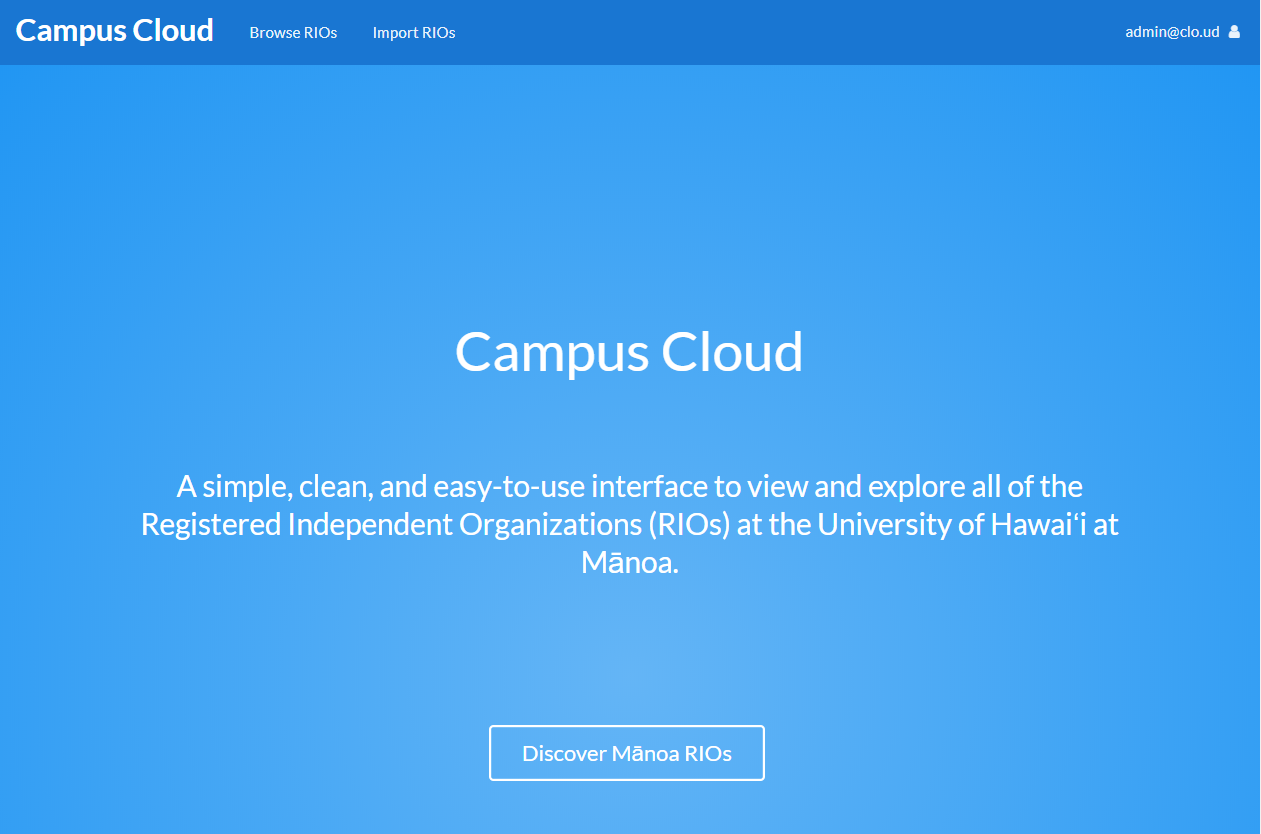 Campus Cloud Browse RIOs Import RIOs admin@clo.ud
Campus Cloud
A simple, clean, and easy-to-use interface to view and explore all of the
Registered Independent Organizations (RIOs) at the University of Hawaiʻi at
Mānoa.
Discover Mānoa RIOs